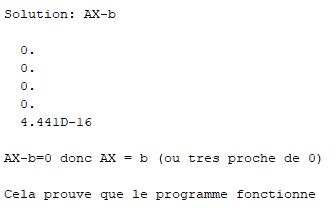 Solution: AX-b
0.
0.
0.
0.
4.441D-16
AX-b=0 donc AX = b (ou tres proche de 0)
Cela prouve que le programme fonctionne